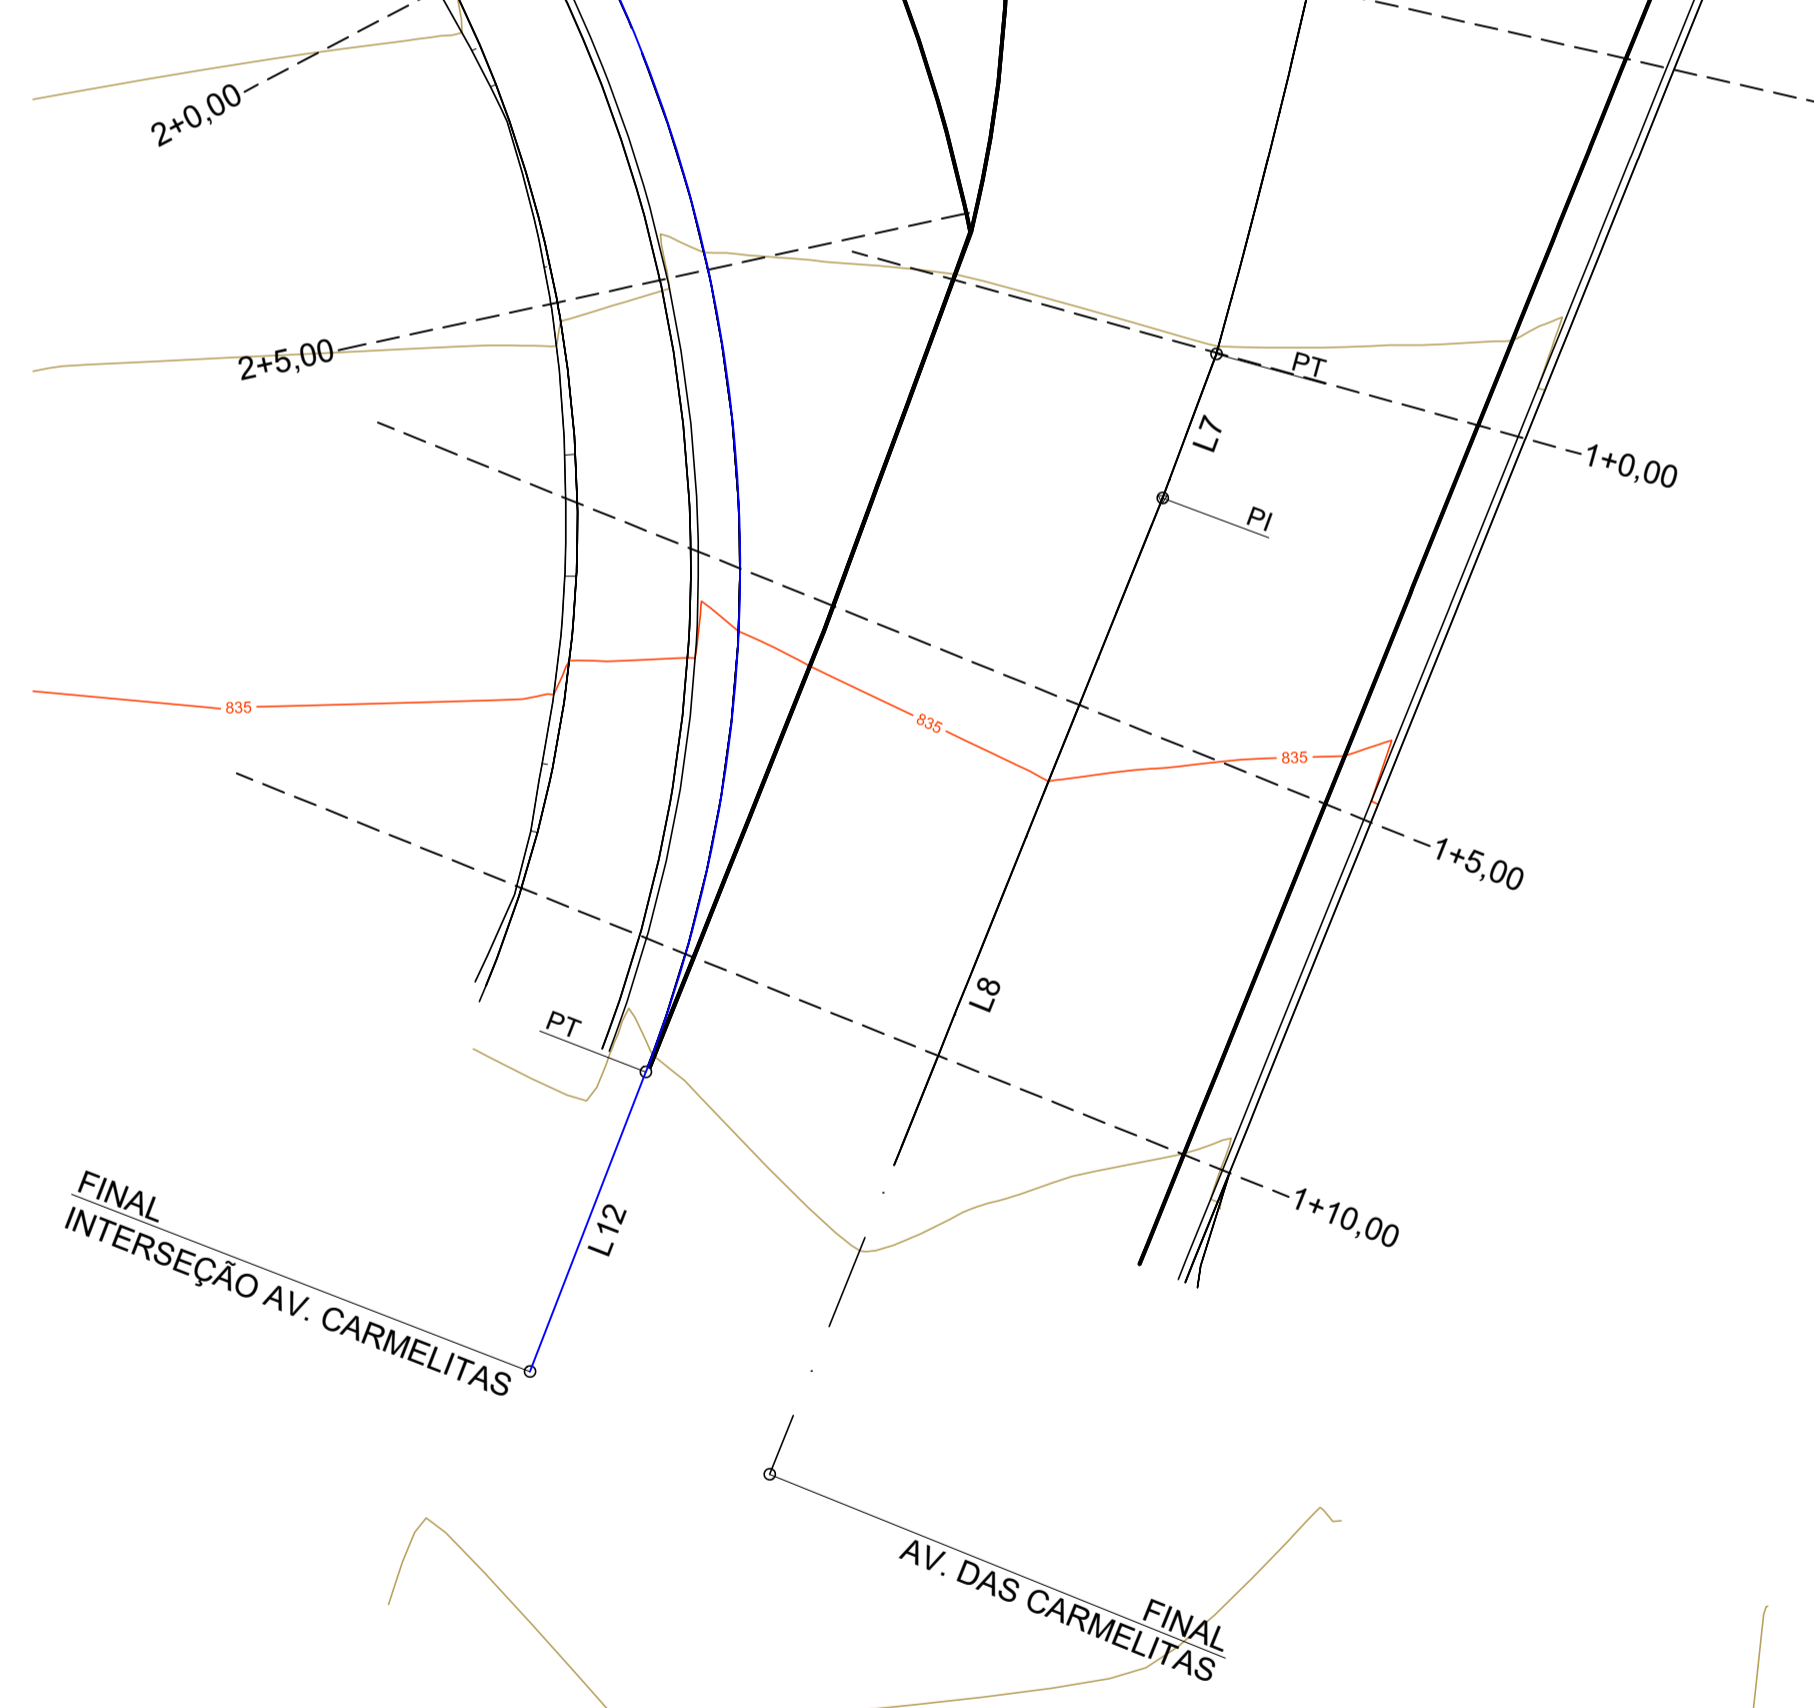 2+0,00
2+5,00
PT
1+0,00
L7
PI
835
835
835
1+5,00
L8
PT
1+10,00
FINAL
INTERSEÇÃO AV. CARMELITAS
L12
FINAL
AV. DAS CARMELITAS